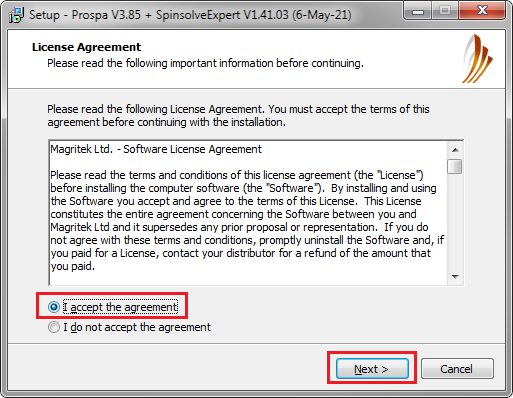 Setup - Prospa V3.85 + SpinsolveExpert V1.41.03 (6-May-21)
License Agreement
Please read the following important information before continuing.
Please read the following License Agreement. You must accept the terms of this
agreement before continuing with the installation.
Magritek Ltd. - Software License Agreement
Please read the terms and conditions of this license agreement (the "License")
before installing the computer software (the "Software"). By installing and using
the Software you accept and agree to the terms of this License. This License
constitutes the entire agreement concerning the Software between you and
Magritek Ltd and it supersedes any prior proposal or representation. If you do
not agree with these terms and conditions, promptly uninstall the Software and, if
you paid for a License, contact your distributor for a refund of the amount that
you paid.
I accept the agreement
I do not accept the agreement
Next >
Cancel